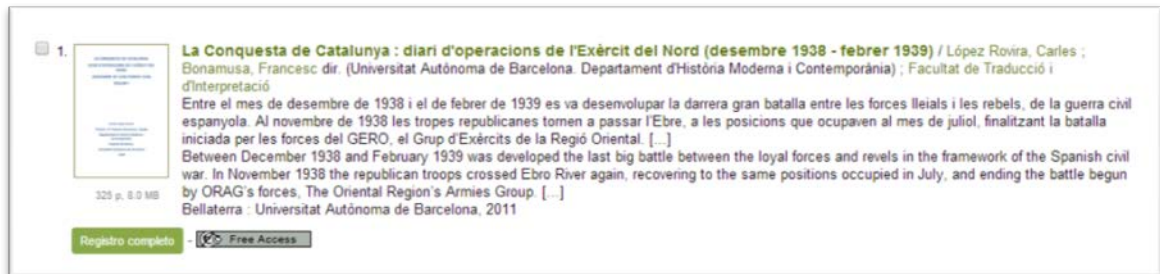 1. La Conquesta de Catalunya : diari d'operacions de l'Exèrcit del Nord (desembre 1938 - febrer 1939) / López Rovira, Carles ;
Bonamusa, Francesc dir. (Universitat Autònoma de Barcelona. Departament d'Història Moderna i Contemporània) ; Facultat de Traducció i
d'Interpretació
Entre el mes de desembre de 1938 i el de febrer de 1939 es va desenvolupar la darrera gran batalla entre les forces lleials i les rebels, de la guerra civil
espanyola. Al novembre de 1938 les tropes republicanes tornen a passar l'Ebre, a les posicions que ocupaven al mes de juliol, finalitzant la batalla
iniciada per les forces del GERO, el Grup d'Exèrcits de la Regió Oriental. [...]
Between December 1938 and February 1939 was developed the last big battle between the loyal forces and revels in the framework of the Spanish civil
war. In November 1938 the republican troops crossed Ebro River again, recovering to the same positions occupied in July, and ending the battle begun
by ORAG's forces, The Oriental Region's Armies Group. [...]
Bellaterra : Universitat Autònoma de Barcelona, 2011
325 p, 8.0 MB
Registro completo - Free Access